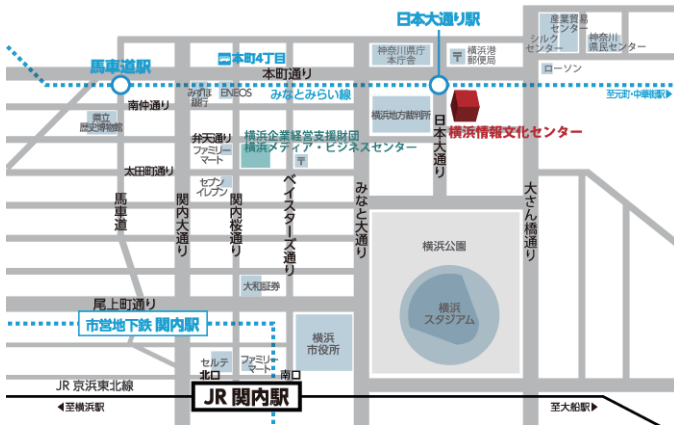 日本大通り駅
産業貿易
シルク
センター
神奈川
県民センター
神奈川県庁
本庁舎
横浜港
郵便局
本町4丁目
馬車道駅
本町通り
ローソン
みずほ
銀行
ENEOS
みなとみらい線
至元町・中華街駅▶
南仲通り
県立
歴史博物館
横浜地方裁判所
日本大通り
横浜情報文化センター
弁天通り
ファミリー
マート
横浜企業経営支援財団
横浜メディア・ビジネスセンター
太田町通り
セブン
イレブン
馬車道
関内大通り
関内桜通り
ベイスターズ通り
みなと大通り
大さん橋通り
横浜公園
大和証券
尾上町通り
横浜
スタジアム
市営地下鉄 関内駅
横浜
市役所
セルテ
ファミリー
マート
北口
南口
JR 京浜東北線
JR 関内駅
◀至横浜駅
至大船駅▶